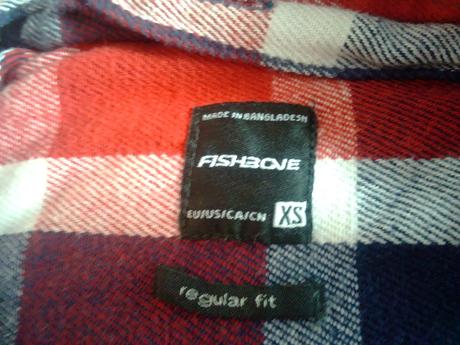 MADE IN BANGLADESH
FISHBONE
EU/US/CA/CN XS
regular fit